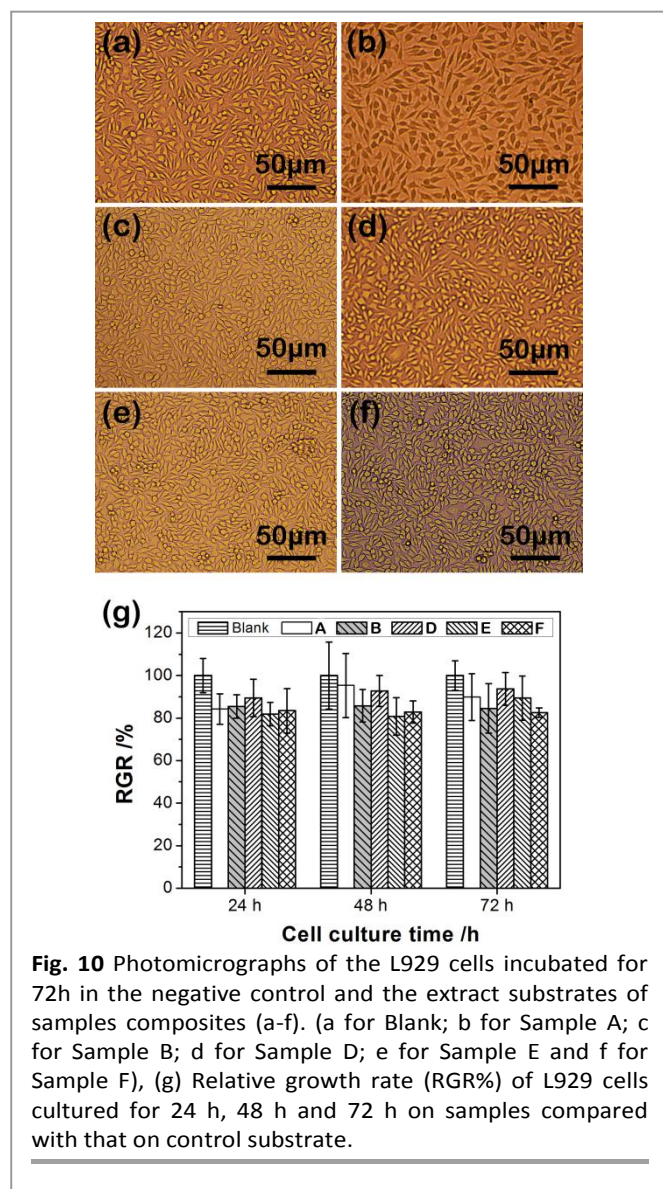 (a) (b)
50μm 50μm
(c) (d)
50μm 50μm
(e) (f)
50μm 50μm
(g)
Blank A B D E F
120
100
80
60
40
20
0
RGR /%
24 h 48 h 72 h
Cell culture time /h
Fig. 10 Photomicrographs of the L929 cells incubated for
72h in the negative control and the extract substrates of
samples composites (a-f). (a for Blank; b for Sample A; c
for Sample B; d for Sample D; e for Sample E and f for
Sample F), (g) Relative growth rate (RGR%) of L929 cells
cultured for 24 h, 48 h and 72 h on samples compared
with that on control substrate.